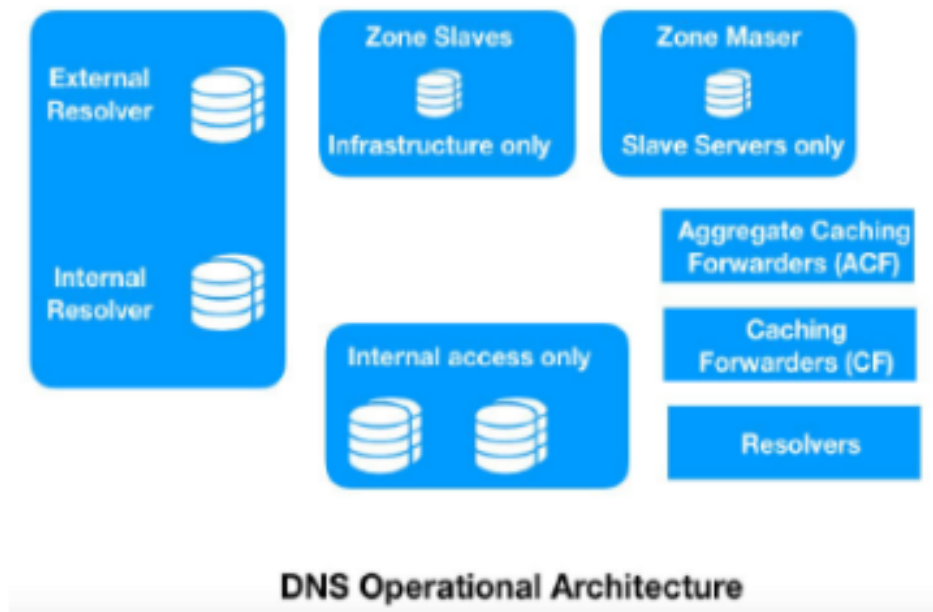 External
Resolver
Internal
Resolver
Zone Slaves
Infrastructure only
Zone Maser
Slave Servers only
Internal access only
Aggregate Caching
Forwarders (ACF)
Caching
Forwarders (CF)
Resolvers
DNS Operational Architecture